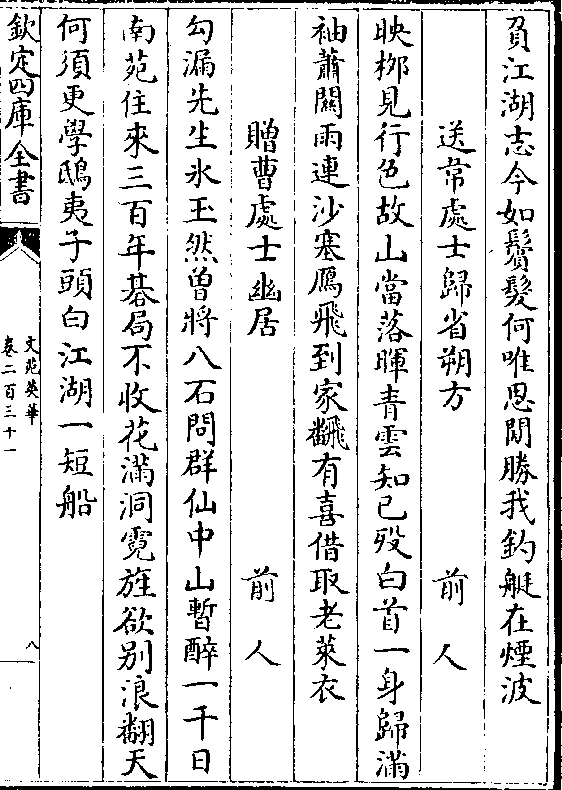 負江湖志今如鬢髮何唯思閒勝我釣艇在煙波
送常處士歸省朔方　前人
映栁見行色故山當落暉青雲知已歿白首一身歸滿
袖蕭關雨連沙塞鴈飛到家翻有喜借取老萊衣
贈曹處士幽居　前人
勾漏先生氷玉然曾將八石問群仙中山暫醉一千日
南苑住來三百年碁局不收花滿洞霓旌欲别浪翻天
何須更學鴟夷子頭白江湖一短船
欽定四庫全書
文苑英華
卷二百三十一
八